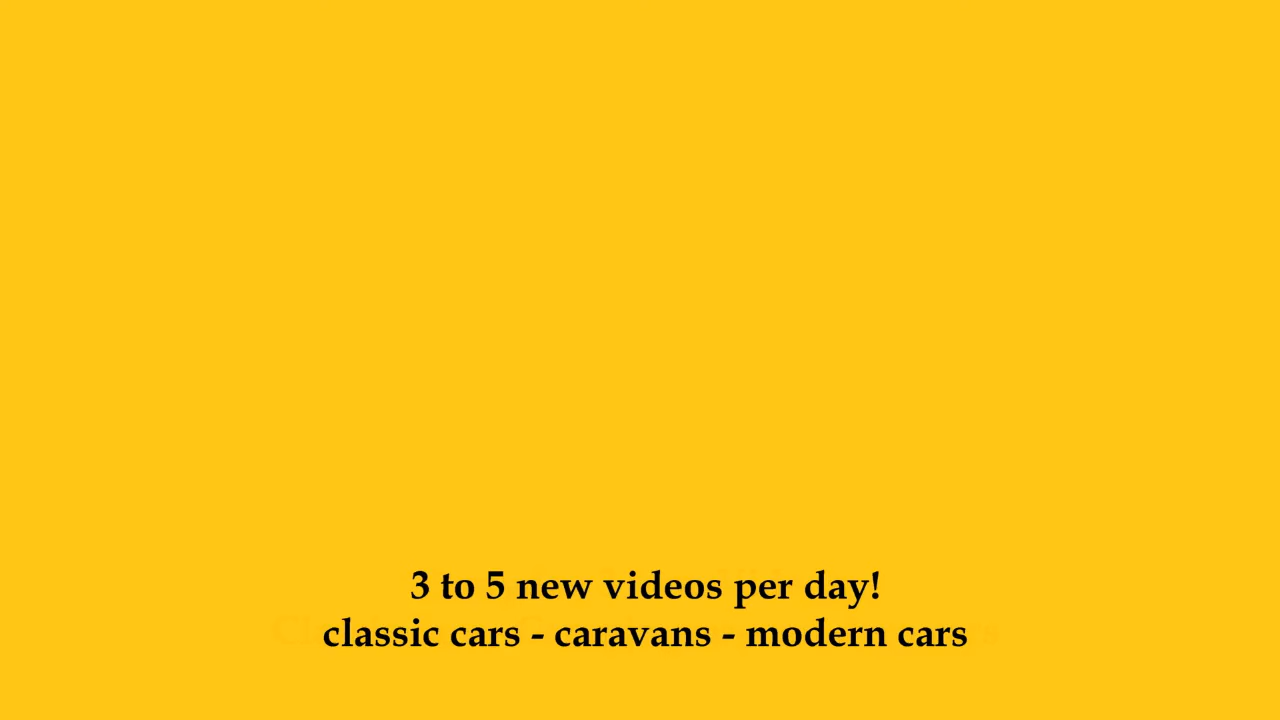 3 to 5 new videos per day!
classic cars - caravans - modern cars